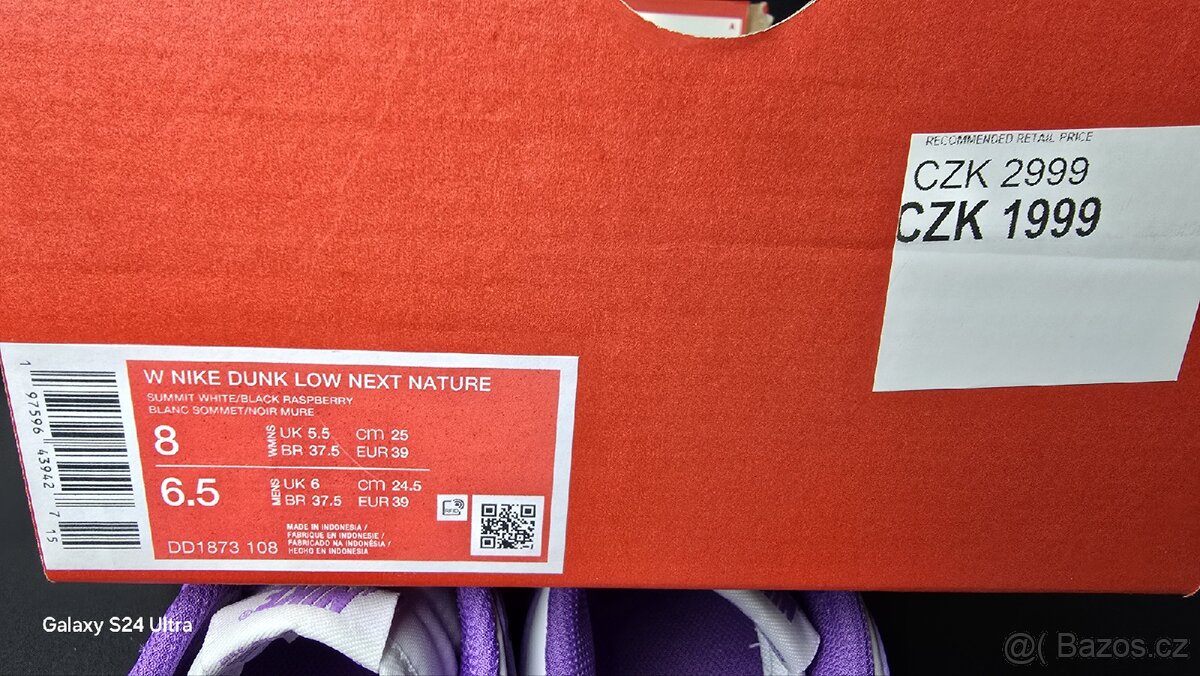 RECOMMENDED RETAIL PRICE
CZK 2999
CZK 1999
W NIKE DUNK LOW NEXT NATURE
SUMMIT WHITE/BLACK RASPBERRY
BLANC SOMMET/NOIR MURE
8 WMNS UK 5.5 cm 25
BR 37.5 EUR 39
6.5 MENS UK 6 cm 24.5
BR 37.5 EUR 39
RFID
MADE IN INDONESIA /
FABRIQUE EN INDONESIE /
FABRICADO NA INDONÉSIA /
HECHO EN INDONESIA
DD1873 108
1 97596 43942 7 15
NIKE
Galaxy S24 Ultra
@( Bazos.cz